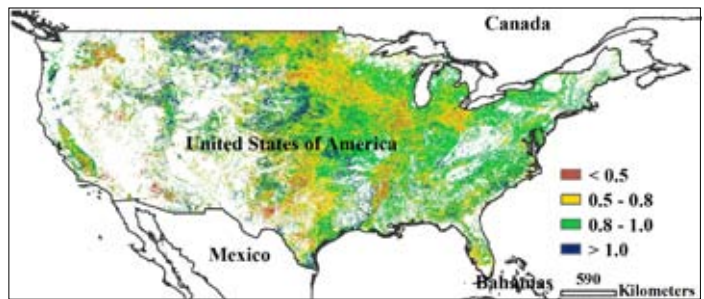 Canada
United States of America
< 0.5
0.5 - 0.8
0.8 - 1.0
> 1.0
Mexico
Bahamas
590
Kilometers